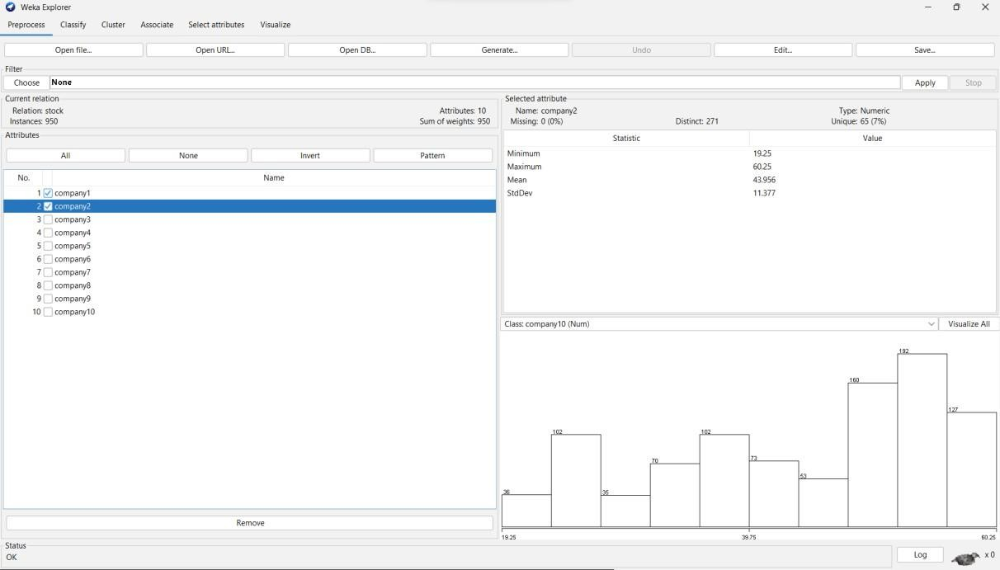 Weka Explorer
Preprocess Classify Cluster Associate Select attributes Visualize
Open file... Open URL... Open DB... Generate... Undo Edit... Save...
Filter
Choose None Apply Stop
Current relation
Relation: stock Attributes: 10
Instances: 950 Sum of weights: 950
Attributes
All None Invert Pattern
No. Name
1 company1
2 company2
3 company3
4 company4
5 company5
6 company6
7 company7
8 company8
9 company9
10 company10
Remove
Selected attribute
Name: company2 Type: Numeric
Missing: 0 (0%) Distinct: 271 Unique: 65 (7%)
Statistic Value
Minimum 19.25
Maximum 60.25
Mean 43.956
StdDev 11.377
Class: company10 (Num) Visualize All
36 102 35 70 102 73 53 160 192 127
19.25 39.75 60.25
Status
OK Log x 0